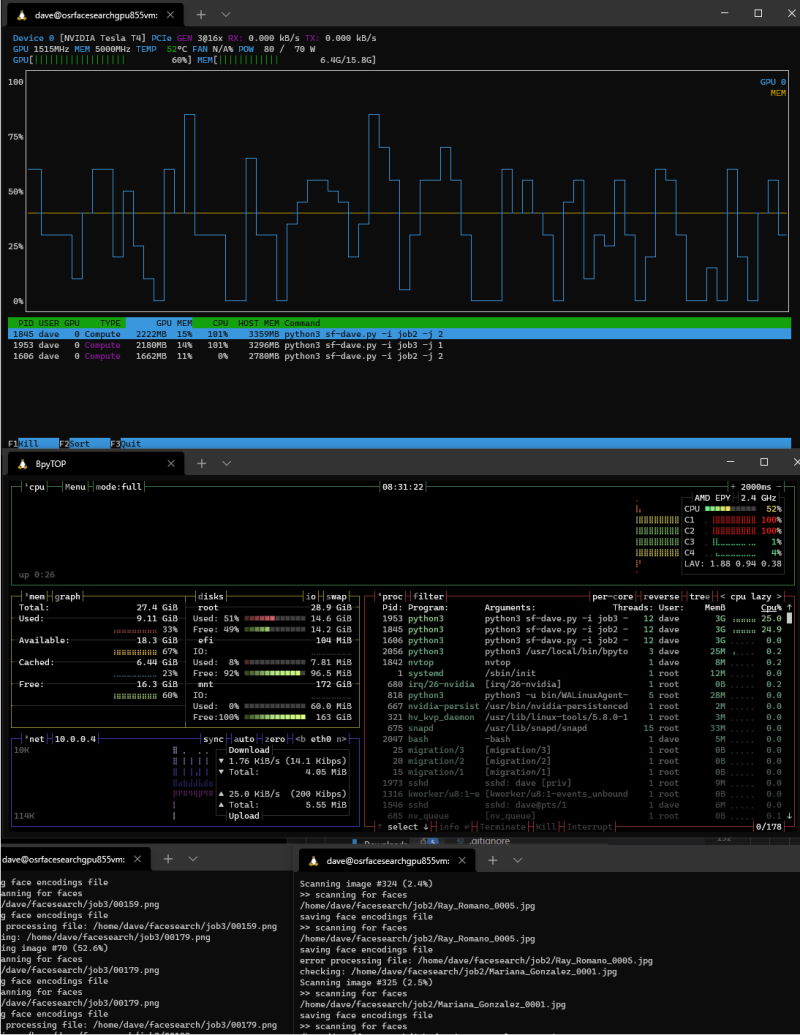 dave@osrfacesearchgpu855vm:
Device 0 [NVIDIA Tesla T4] PCIe GEN 3@16x RX: 0.000 kB/s TX: 0.000 kB/s
GPU 1515MHz MEM 5000MHz TEMP 52°C FAN N/A% POW 80 / 70 W
GPU[ 60%] MEM[ 6.4G/15.8G]
100
GPU 0
MEM
75%
50%
25%
0%
PID USER GPU TYPE GPU MEM CPU HOST MEM Command
1845 dave 0 Compute 2222MB 15% 101% 3359MB python3 sf-dave.py -i job2 -j 2
1953 dave 0 Compute 2180MB 14% 101% 3296MB python3 sf-dave.py -i job3 -j 1
1606 dave 0 Compute 1662MB 11% 0% 2780MB python3 sf-dave.py -i job2 -j 2
F1Kill F2Sort F3Quit
BpyTOP
¹cpu Menu mode:full 08:31:22 + 2000ms -
AMD EPY 2.4 GHz
CPU 52%
C1 100%
C2 100%
C3 1%
C4 4%
LAV: 1.88 0.94 0.38
up 0:26
²mem graph
Total: 27.4 GiB
Used: 9.11 GiB
33%
Available: 18.3 GiB
67%
Cached: 6.44 GiB
23%
Free: 16.3 GiB
60%
disks io swap
root 28.9 GiB
Used: 51% 14.6 GiB
Free: 49% 14.2 GiB
efi 104 MiB
IO:
Used: 8% 7.81 MiB
Free: 92% 96.5 MiB
mnt 172 GiB
IO:
Used: 0% 60.0 MiB
Free:100% 163 GiB
³net 10.0.0.4 sync auto zero <b eth0 n>
10K
Download
▼ 1.76 KiB/s (14.1 Kibps)
▼ Total: 4.05 MiB
▲ 25.0 KiB/s (200 Kibps)
▲ Total: 5.55 MiB
Upload
114K
⁴proc filter per-core reverse tree < cpu lazy >
Pid: Program: Arguments: Threads: User: MemB Cpu% ↑
1953 python3 python3 sf-dave.py -i job3 - 12 dave 3G 25.0
1845 python3 python3 sf-dave.py -i job2 - 12 dave 3G 24.9
1606 python3 python3 sf-dave.py -i job2 - 12 dave 3G 0.0
2056 python3 python3 /usr/local/bin/bpyto 3 dave 25M 0.2
1842 nvtop nvtop 1 dave 8M 0.2
1 systemd /sbin/init 1 root 12M 0.0
680 irq/26-nvidia [irq/26-nvidia] 1 root 0B 0.2
818 python3 python3 -u bin/WALinuxAgent- 5 root 28M 0.0
667 nvidia-persist /usr/bin/nvidia-persistenced 1 root 2M 0.0
321 hv_kvp_daemon /usr/lib/linux-tools/5.8.0-1 1 root 3M 0.0
675 snapd /usr/lib/snapd/snapd 15 root 33M 0.0
2047 bash -bash 1 dave 5M 0.0
25 migration/3 [migration/3] 1 root 0B 0.0
20 migration/2 [migration/2] 1 root 0B 0.0
15 migration/1 [migration/1] 1 root 0B 0.0
1973 sshd sshd: dave [priv] 1 root 9M 0.0
1316 kworker/u8:1-e [kworker/u8:1-events_unbound 1 root 0B 0.0
1546 sshd sshd: dave@pts/1 1 dave 6M 0.0
685 nv_queue [nv_queue] 1 root 0B 0.1 ↓
↑ select ↓ info ↲ Terminate Kill Interrupt 0/178
.gitignore
dave@osrfacesearchgpu855vm:
g face encodings file
anning for faces
/dave/facesearch/job3/00159.png
g face encodings file
processing file: /home/dave/facesearch/job3/00159.png
ing: /home/dave/facesearch/job3/00179.png
ing image #70 (52.6%)
anning for faces
/dave/facesearch/job3/00179.png
g face encodings file
anning for faces
/dave/facesearch/job3/00179.png
g face encodings file
processing file: /home/dave/facesearch/job3/00179.png
dave@osrfacesearchgpu855vm:
Scanning image #324 (2.4%)
>> scanning for faces
/home/dave/facesearch/job2/Ray_Romano_0005.jpg
saving face encodings file
>> scanning for faces
/home/dave/facesearch/job2/Ray_Romano_0005.jpg
saving face encodings file
error processing file: /home/dave/facesearch/job2/Ray_Romano_0005.jpg
checking: /home/dave/facesearch/job2/Mariana_Gonzalez_0001.jpg
Scanning image #325 (2.5%)
>> scanning for faces
/home/dave/facesearch/job2/Mariana_Gonzalez_0001.jpg
saving face encodings file
>> scanning for faces